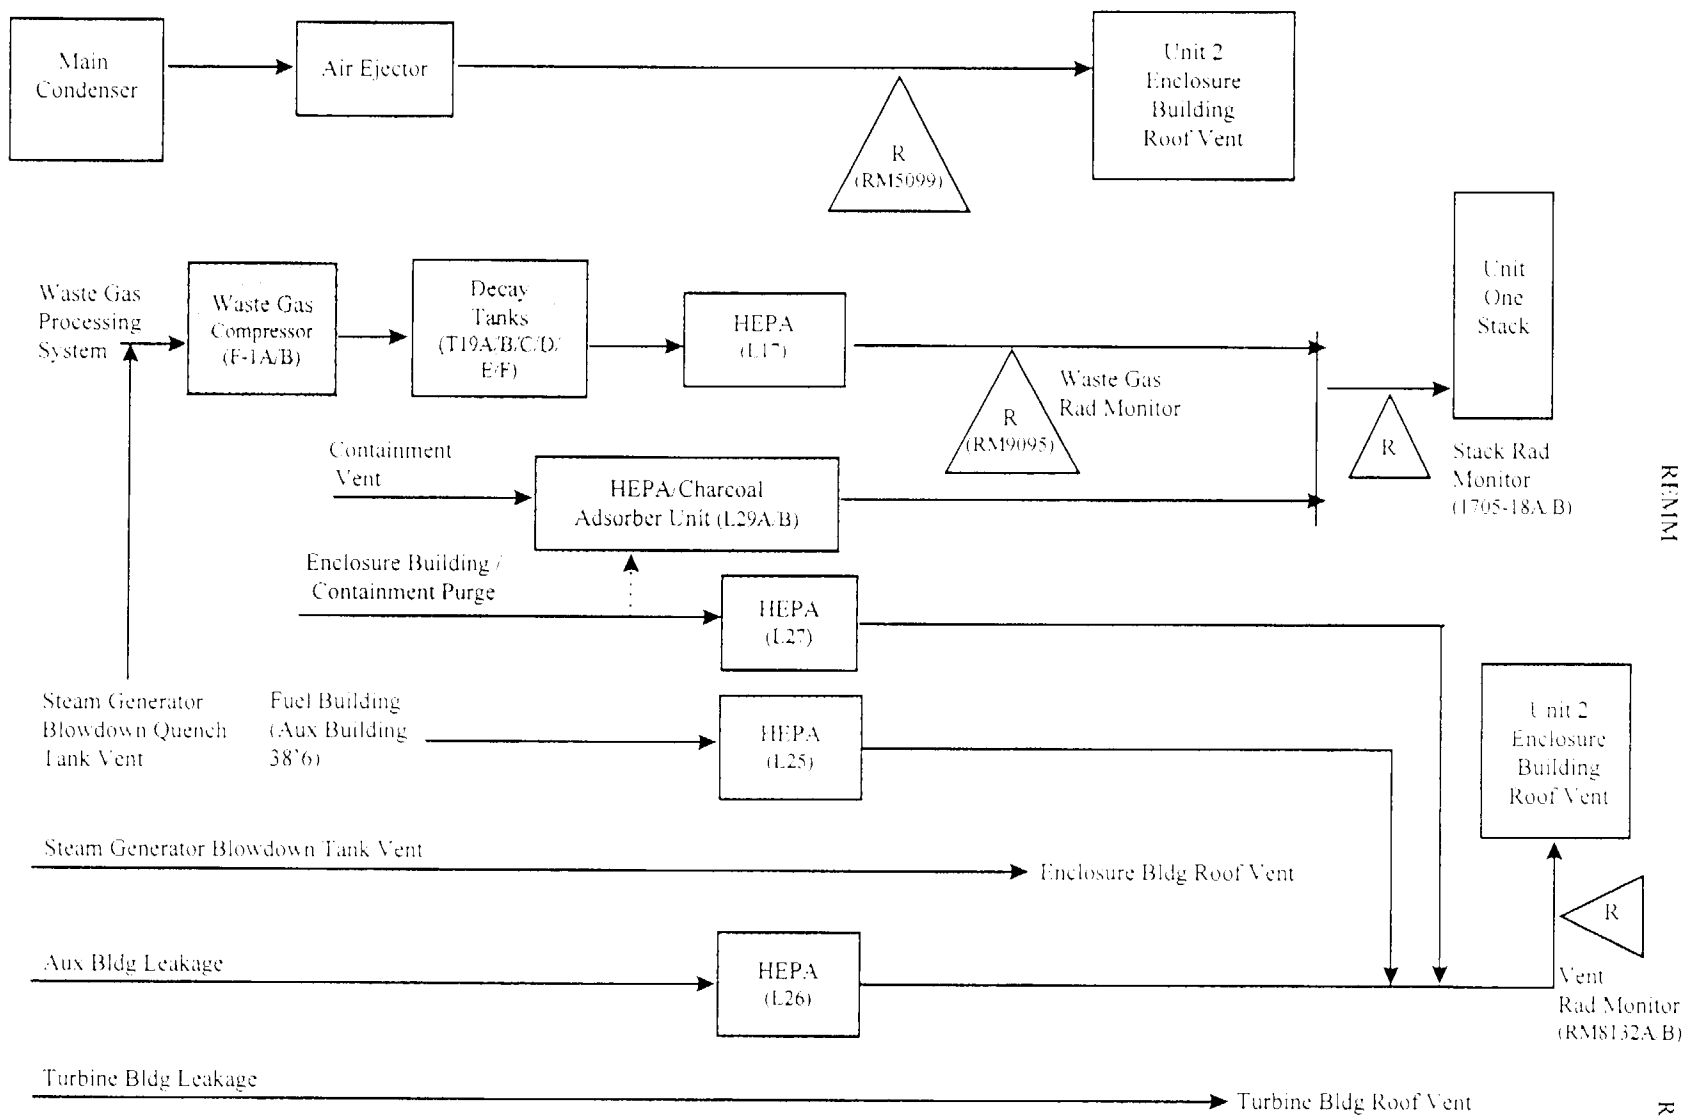 Main
Condenser
Air Ejector
R
(RM5099)
Unit 2
Enclosure
Building
Roof Vent
Waste Gas
Processing
System
Waste Gas
Compressor
(F-1A/B)
Decay
Tanks
(T19A/B/C/D/
E/F)
HEPA
(L17)
R
(RM9095)
Waste Gas
Rad Monitor
Unit
One
Stack
R
Stack Rad
Monitor
(1705-18A/B)
Containment
Vent
HEPA/Charcoal
Adsorber Unit (L29A/B)
Enclosure Building /
Containment Purge
HEPA
(L27)
Steam Generator
Blowdown Quench
Tank Vent
Fuel Building
(Aux Building
38'6)
HEPA
(L25)
Unit 2
Enclosure
Building
Roof Vent
Steam Generator Blowdown Tank Vent
Enclosure Bldg Roof Vent
R
Vent
Rad Monitor
(RM8132A/B)
Aux Bldg Leakage
HEPA
(L26)
Turbine Bldg Leakage
Turbine Bldg Roof Vent
REMM
R